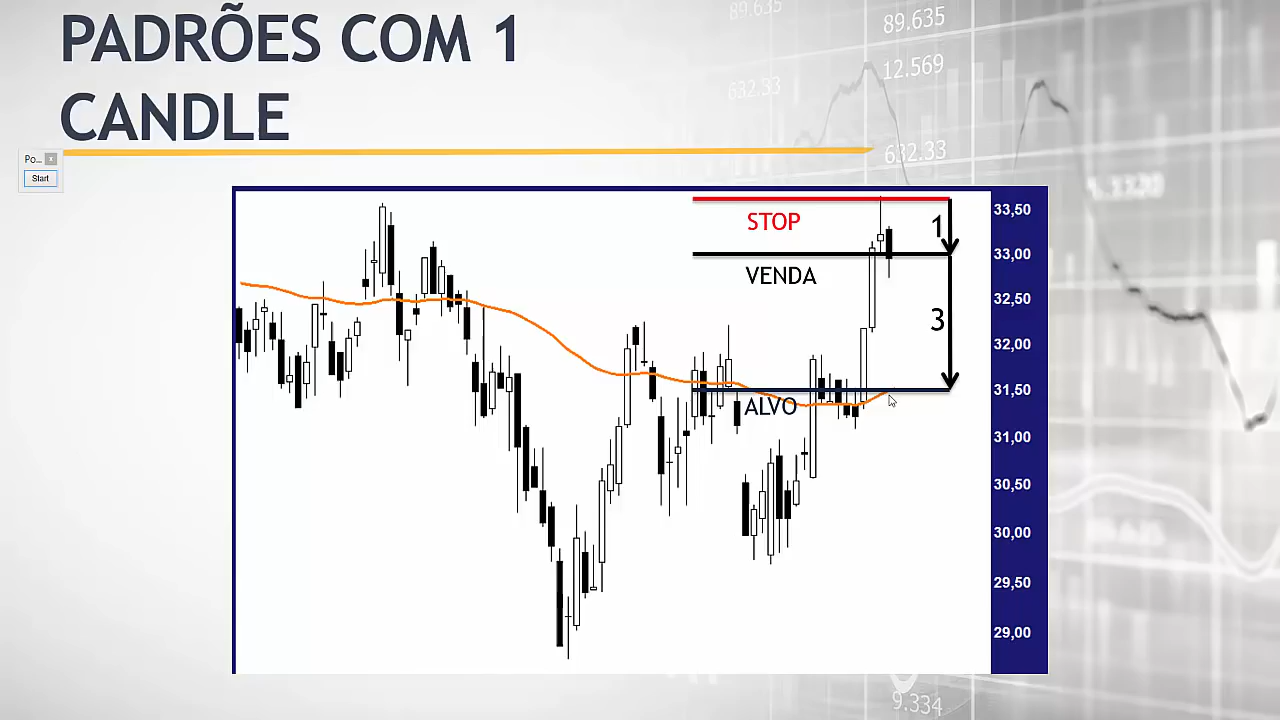 PADRÕES COM 1
CANDLE
Po...
x
Start
89.635
89.635
12.569
632.33
632.33
STOP
1
VENDA
3
ALVO
33,50
33,00
32,50
32,00
31,50
31,00
30,50
30,00
29,50
29,00
9.334